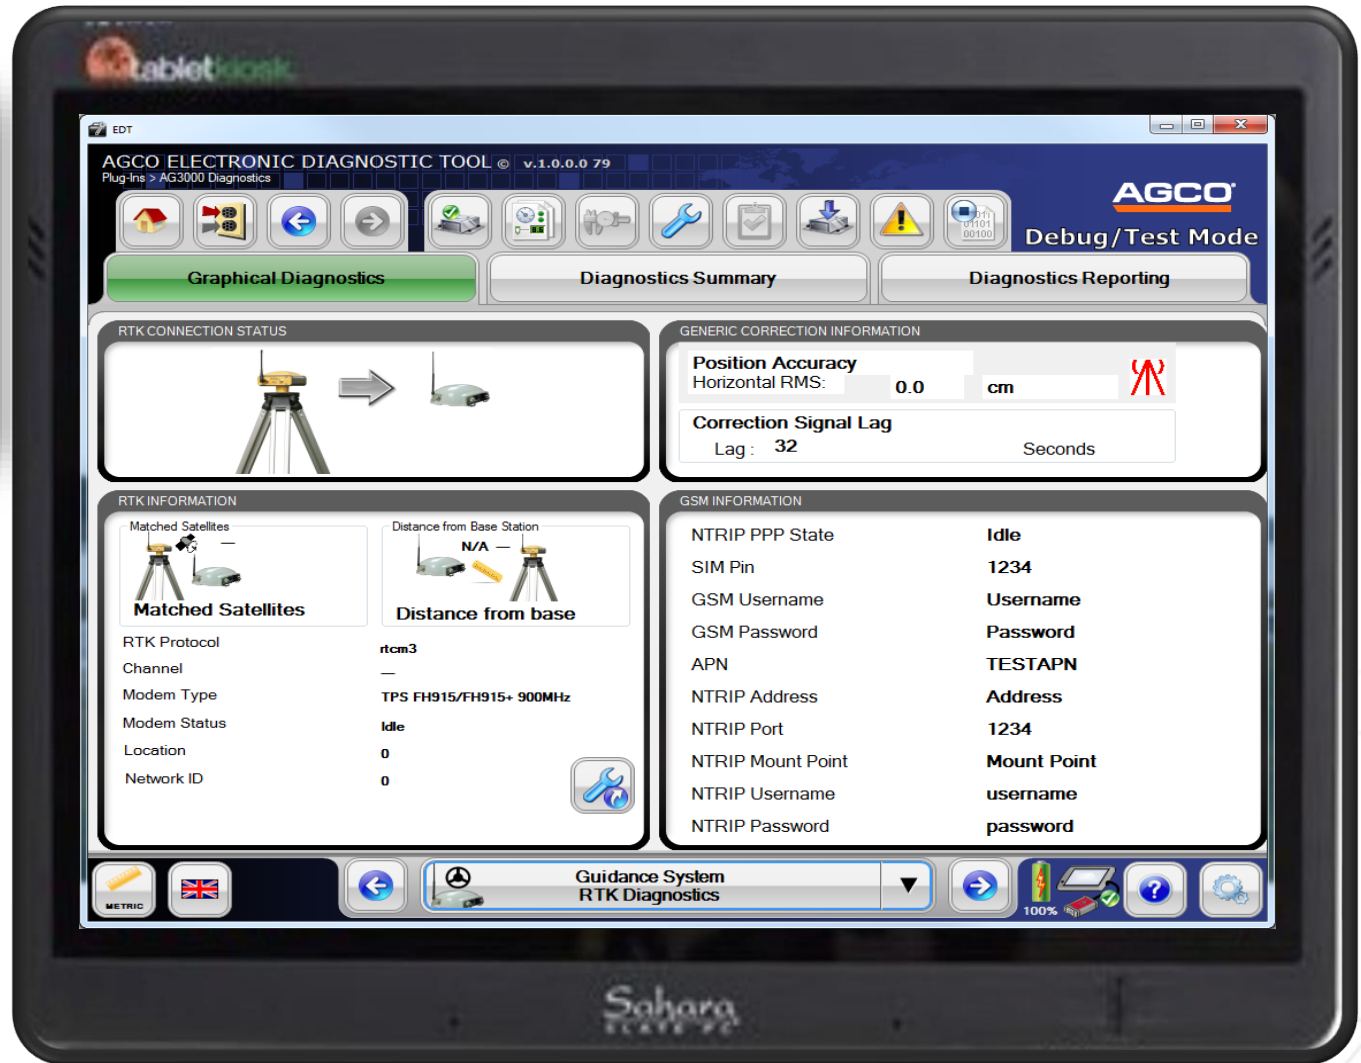 tabletkiosk
EDT
AGCO ELECTRONIC DIAGNOSTIC TOOL © v.1.0.0.0 79
Plug-Ins > AG3000 Diagnostics
AGCO
Debug/Test Mode
Graphical Diagnostics
Diagnostics Summary
Diagnostics Reporting
RTK CONNECTION STATUS
GENERIC CORRECTION INFORMATION
Position Accuracy
Horizontal RMS: 0.0 cm
Correction Signal Lag
Lag : 32 Seconds
RTK INFORMATION
Matched Satellites
—
Matched Satellites
Distance from Base Station
N/A —
Distance from base
RTK Protocol rtcm3
Channel —
Modem Type TPS FH915/FH915+ 900MHz
Modem Status Idle
Location 0
Network ID 0
GSM INFORMATION
NTRIP PPP State Idle
SIM Pin 1234
GSM Username Username
GSM Password Password
APN TESTAPN
NTRIP Address Address
NTRIP Port 1234
NTRIP Mount Point Mount Point
NTRIP Username username
NTRIP Password password
METRIC
Guidance System
RTK Diagnostics
100%
Sahara
SLATE PC